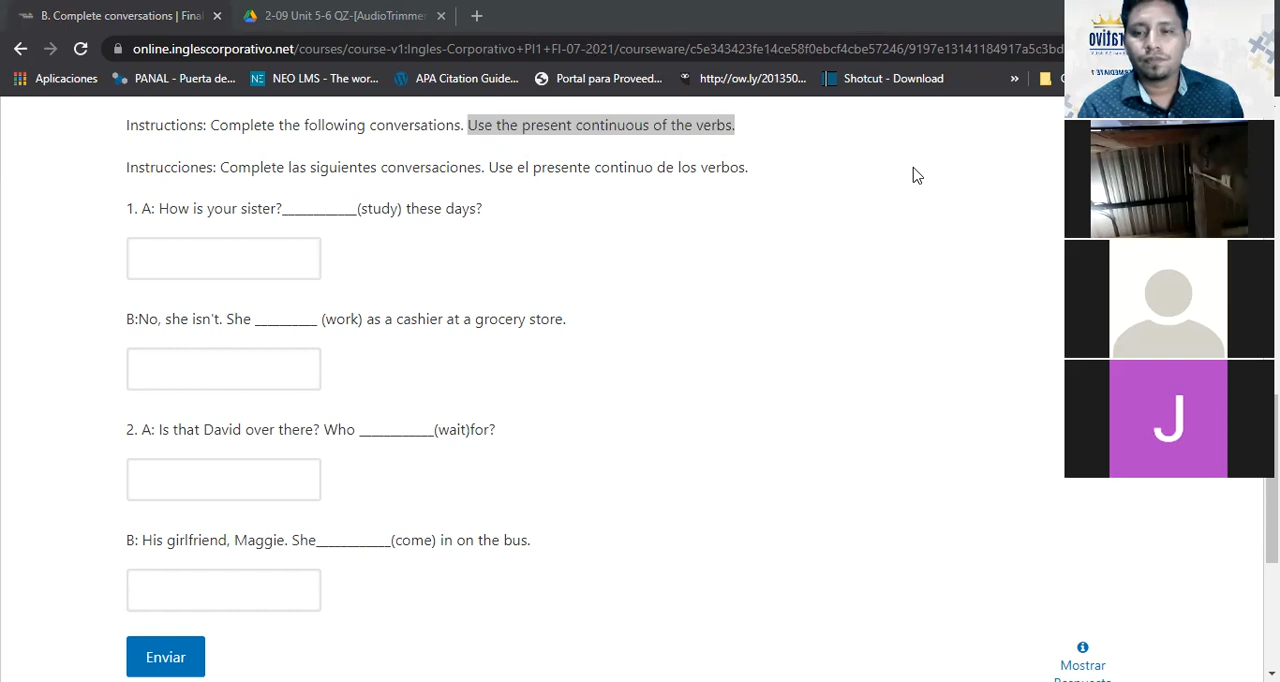 B. Complete conversations | Fina
2-09 Unit 5-6 QZ-[AudioTrimmer
online.inglescorporativo.net/courses/course-v1:Ingles-Corporativo+PI1+FI-07-2021/courseware/c5e343423fe14ce58f0ebcf4cbe57246/9197e13141184917a5c3bd
Aplicaciones PANAL - Puerta de... NEO LMS - The wor... APA Citation Guide... Portal para Proveed... http://ow.ly/201350... Shotcut - Download »
Instructions: Complete the following conversations. Use the present continuous of the verbs.
Instrucciones: Complete las siguientes conversaciones. Use el presente continuo de los verbos.
1. A: How is your sister?____________(study) these days?
B:No, she isn't. She __________ (work) as a cashier at a grocery store.
2. A: Is that David over there? Who ____________(wait)for?
B: His girlfriend, Maggie. She____________(come) in on the bus.
Enviar
Mostrar
Respuesta
J